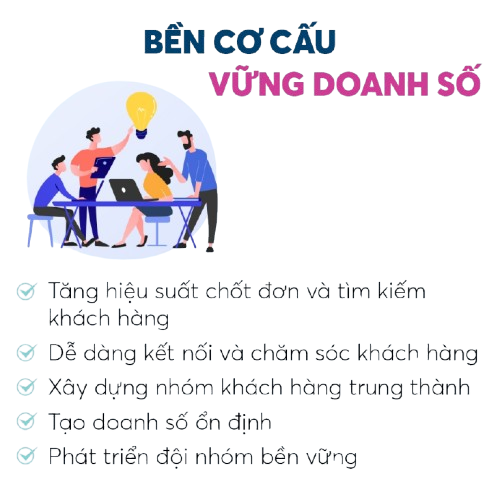 BỀN CƠ CẤU
VỮNG DOANH SỐ
Tăng hiệu suất chốt đơn và tìm kiếm
khách hàng
Dễ dàng kết nối và chăm sóc khách hàng
Xây dựng nhóm khách hàng trung thành
Tạo doanh số ổn định
Phát triển đội nhóm bền vững